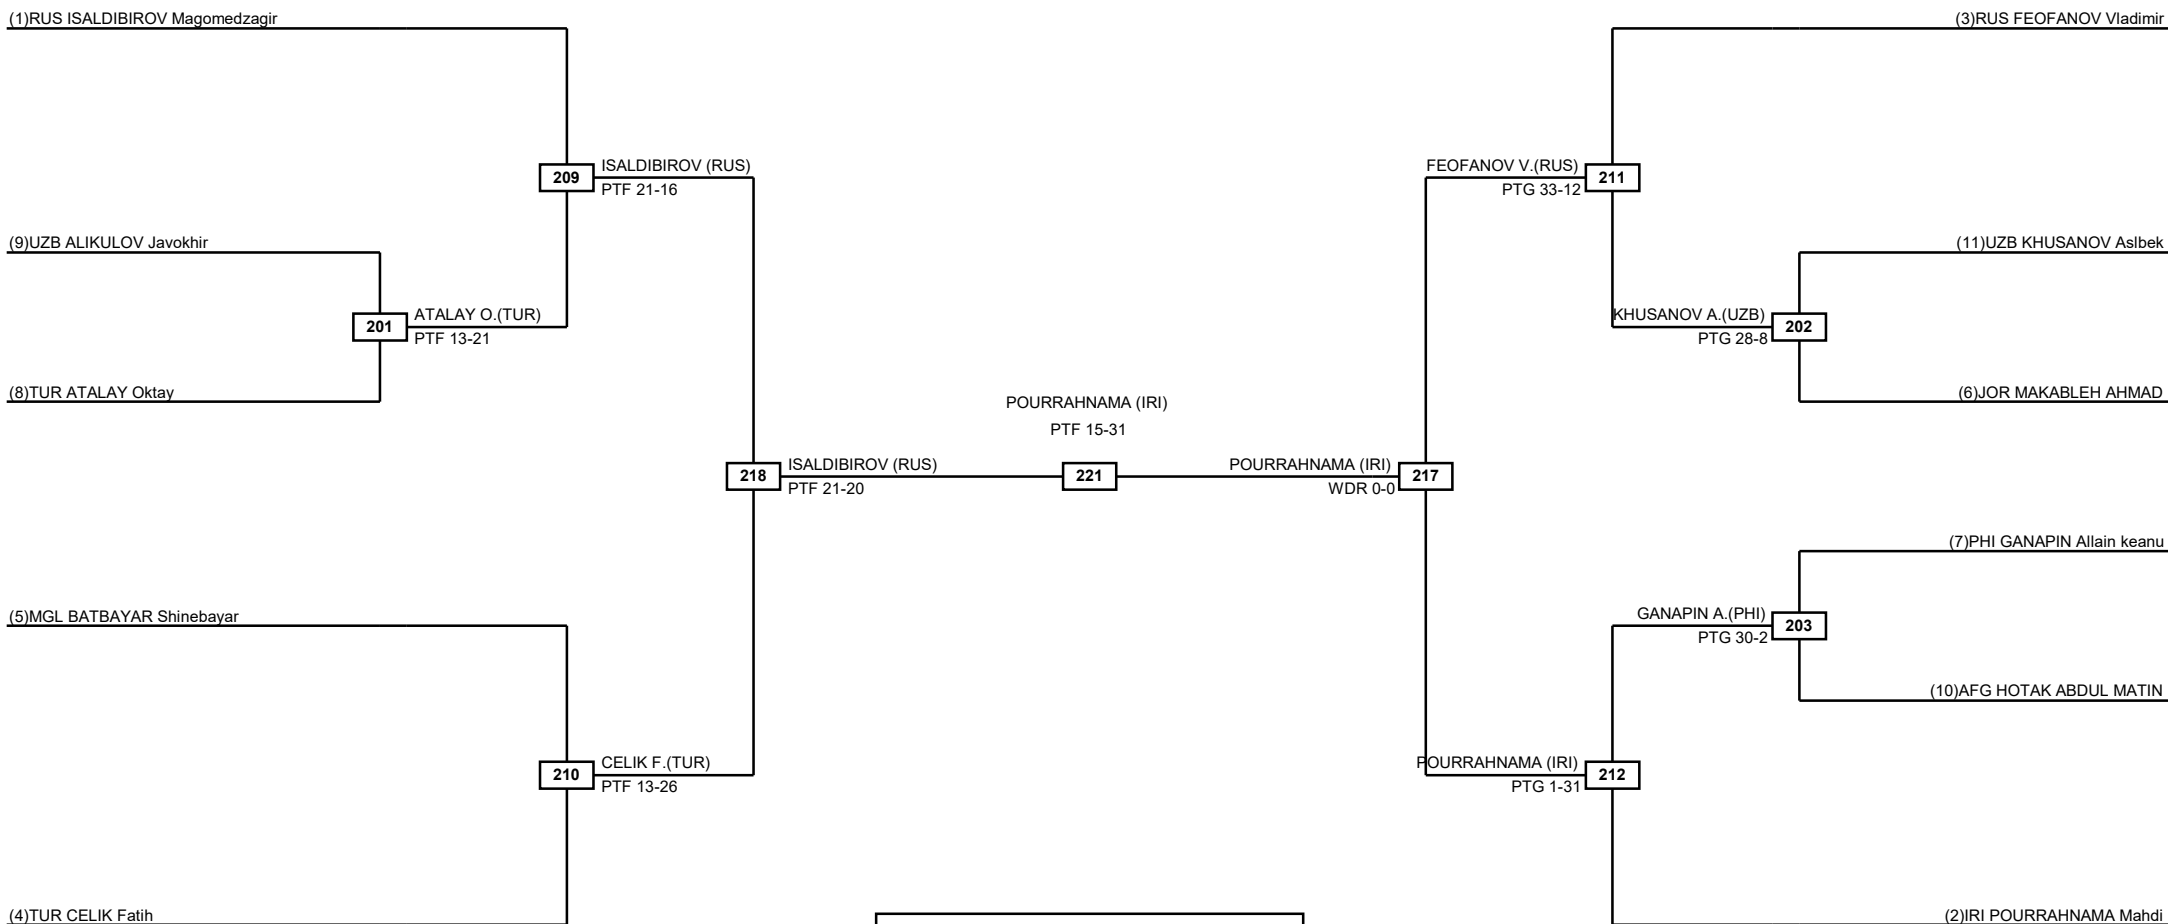 (1)RUS ISALDIBIROV Magomedzagir
(3)RUS FEOFANOV Vladimir
209
ISALDIBIROV (RUS)
PTF 21-16
FEOFANOV V.(RUS)
PTG 33-12
211
(9)UZB ALIKULOV Javokhir
(11)UZB KHUSANOV Aslbek
201
ATALAY O.(TUR)
PTF 13-21
KHUSANOV A.(UZB)
PTG 28-8
202
(8)TUR ATALAY Oktay
(6)JOR MAKABLEH AHMAD
POURRAHNAMA (IRI)
PTF 15-31
218
ISALDIBIROV (RUS)
PTF 21-20
221
POURRAHNAMA (IRI)
WDR 0-0
217
(7)PHI GANAPIN Allain keanu
(5)MGL BATBAYAR Shinebayar
GANAPIN A.(PHI)
PTG 30-2
203
(10)AFG HOTAK ABDUL MATIN
210
CELIK F.(TUR)
PTF 13-26
POURRAHNAMA (IRI)
PTG 1-31
212
(4)TUR CELIK Fatih
(2)IRI POURRAHNAMA Mahdi